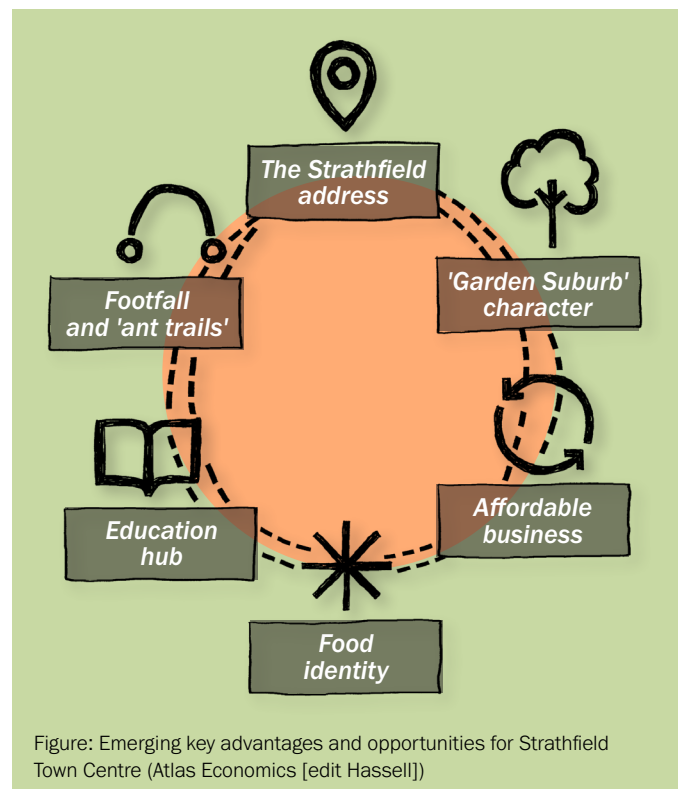 The Strathfield
address
'Garden Suburb'
character
Footfall
and 'ant trails'
Affordable
business
Education
hub
Food
identity
Figure: Emerging key advantages and opportunities for Strathfield
Town Centre (Atlas Economics [edit Hassell])